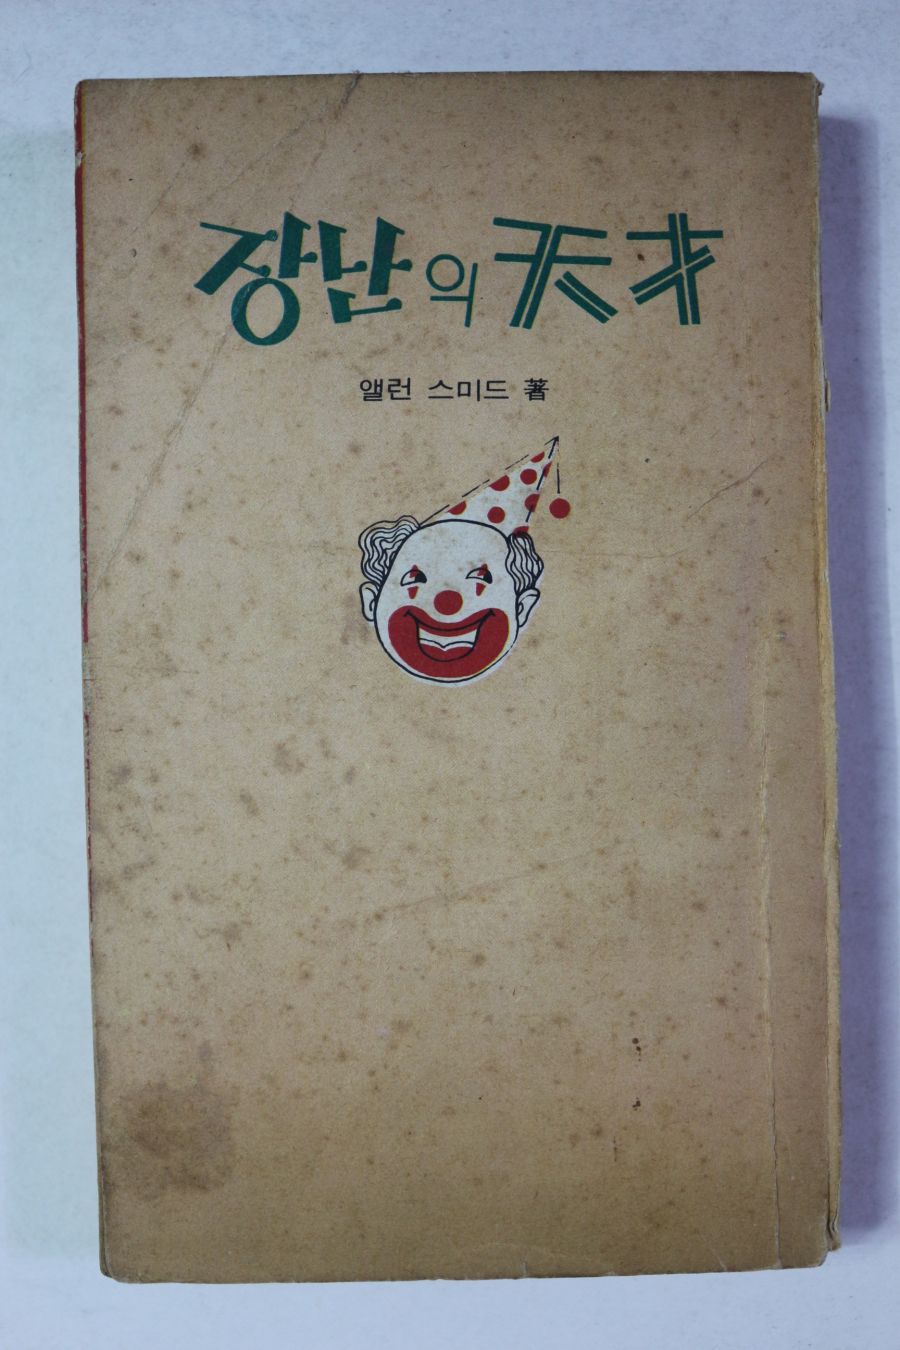 장난의 天才
앨런 스미드 著